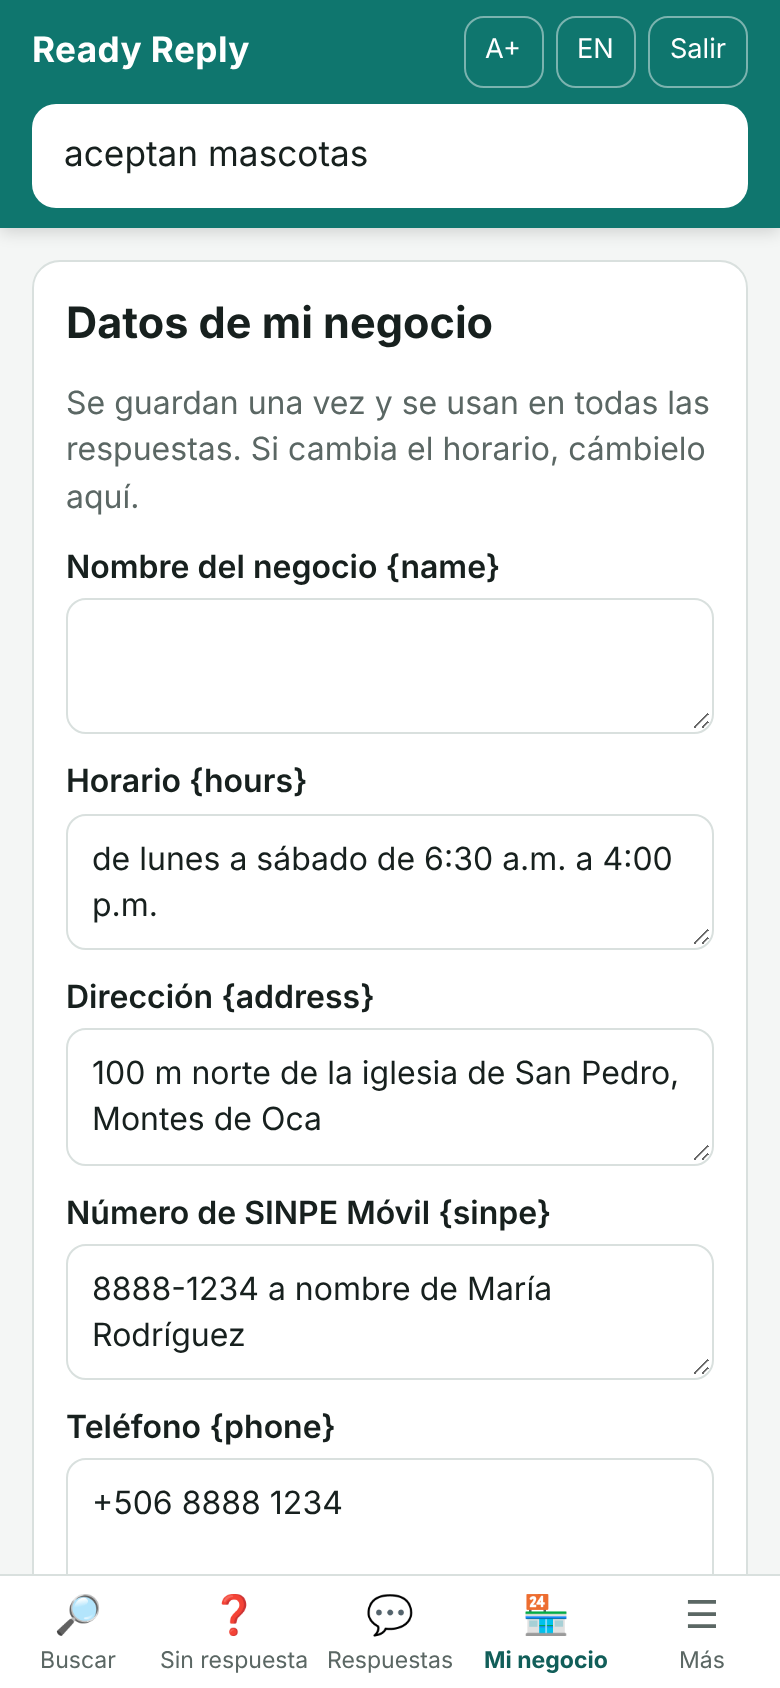 Ready Reply
A+
EN
Salir
aceptan mascotas
Datos de mi negocio
Se guardan una vez y se usan en todas las
respuestas. Si cambia el horario, cámbielo
aquí.
Nombre del negocio {name}
Horario {hours}
de lunes a sábado de 6:30 a.m. a 4:00
p.m.
Dirección {address}
100 m norte de la iglesia de San Pedro,
Montes de Oca
Número de SINPE Móvil {sinpe}
8888-1234 a nombre de María
Rodríguez
Teléfono {phone}
+506 8888 1234
24
Buscar
Sin respuesta
Respuestas
Mi negocio
Más